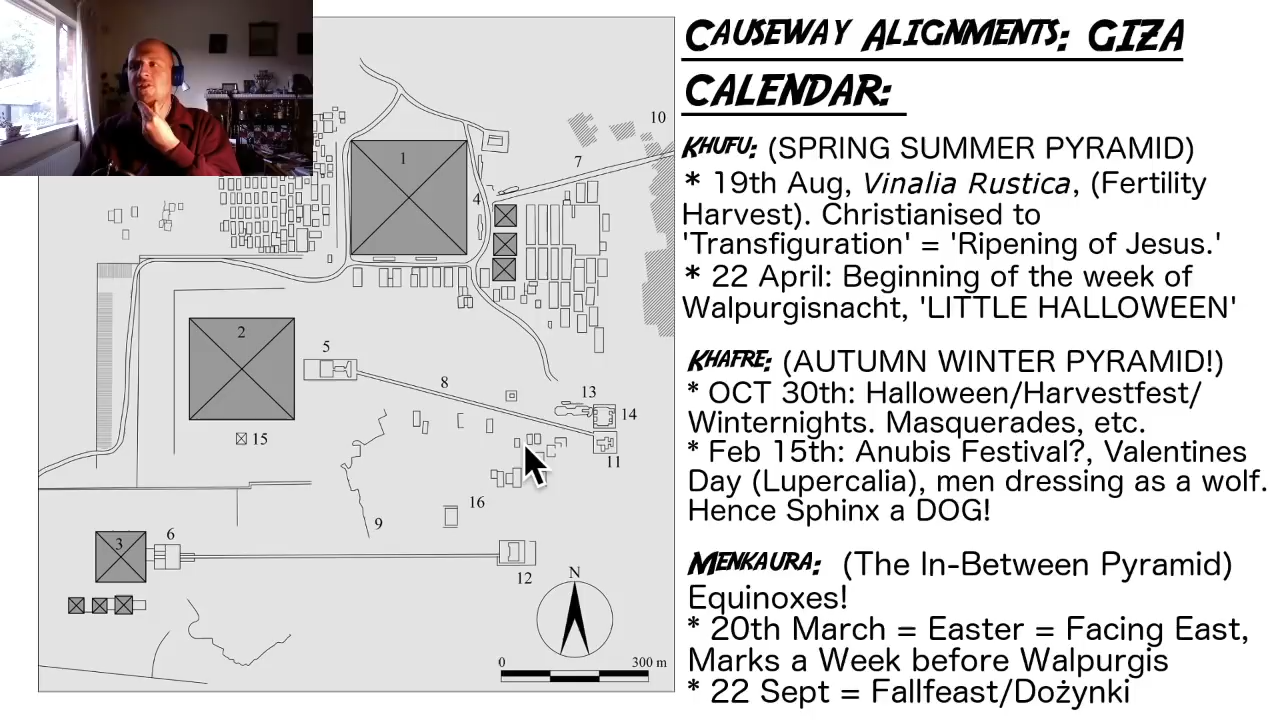 CAUSEWAY ALIGNMENTS: GIZA
CALENDAR:
KHUFU: (SPRING SUMMER PYRAMID)
* 19th Aug, Vinalia Rustica, (Fertility
Harvest). Christianised to
'Transfiguration' = 'Ripening of Jesus.'
* 22 April: Beginning of the week of
Walpurgisnacht, 'LITTLE HALLOWEEN'
KHAFRE: (AUTUMN WINTER PYRAMID!)
* OCT 30th: Halloween/Harvestfest/
Winternights. Masquerades, etc.
* Feb 15th: Anubis Festival?, Valentines
Day (Lupercalia), men dressing as a wolf.
Hence Sphinx a DOG!
MENKAURA: (The In-Between Pyramid)
Equinoxes!
* 20th March = Easter = Facing East,
Marks a Week before Walpurgis
* 22 Sept = Fallfeast/Dożynki
10
1
7
4
2
5
8
13
14
15
11
16
9
3
6
12
N
0
300 m